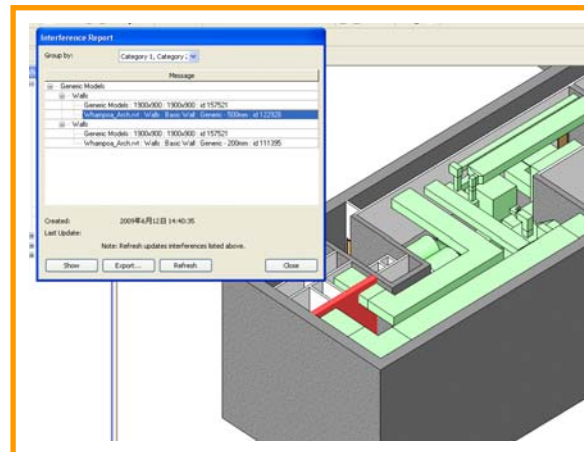 Interference Report
Group by: Category 1, Category 2
Message
Generic Models
Walls
Generic Models : 1900x900 : 1900x900 : id 157521
Whampoa_Arch.rvt : Walls : Basic Wall : Generic - 500mm : id 122928
Walls
Generic Models : 1900x900 : 1900x900 : id 157521
Whampoa_Arch.rvt : Walls : Basic Wall : Generic - 200mm : id 111395
Created: 2009年6月12日 14:40:35
Last Update:
Note: Refresh updates interferences listed above.
Show Export... Refresh Close